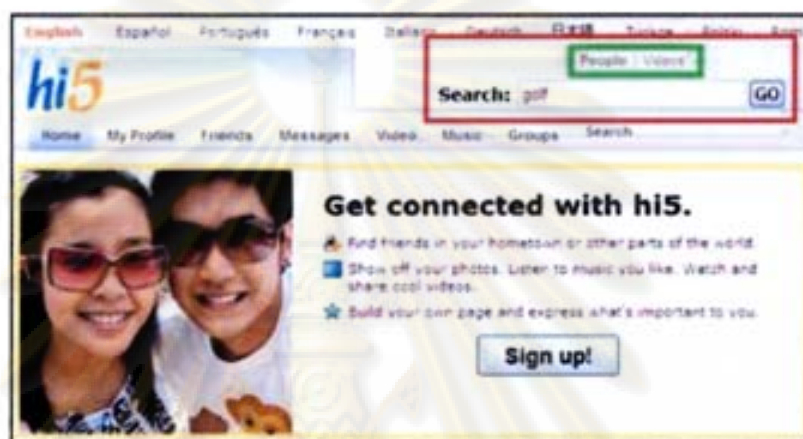 English Español Português Français Italiano Deutsch 日本語 Türkçe
People | Videos
hi5
Search: golf GO
Home My Profile Friends Messages Video Music Groups Search
Get connected with hi5.
Find friends in your hometown or other parts of the world.
Show off your photos. Listen to music you like. Watch and
share cool videos.
Build your own page and express what's important to you.
Sign up!